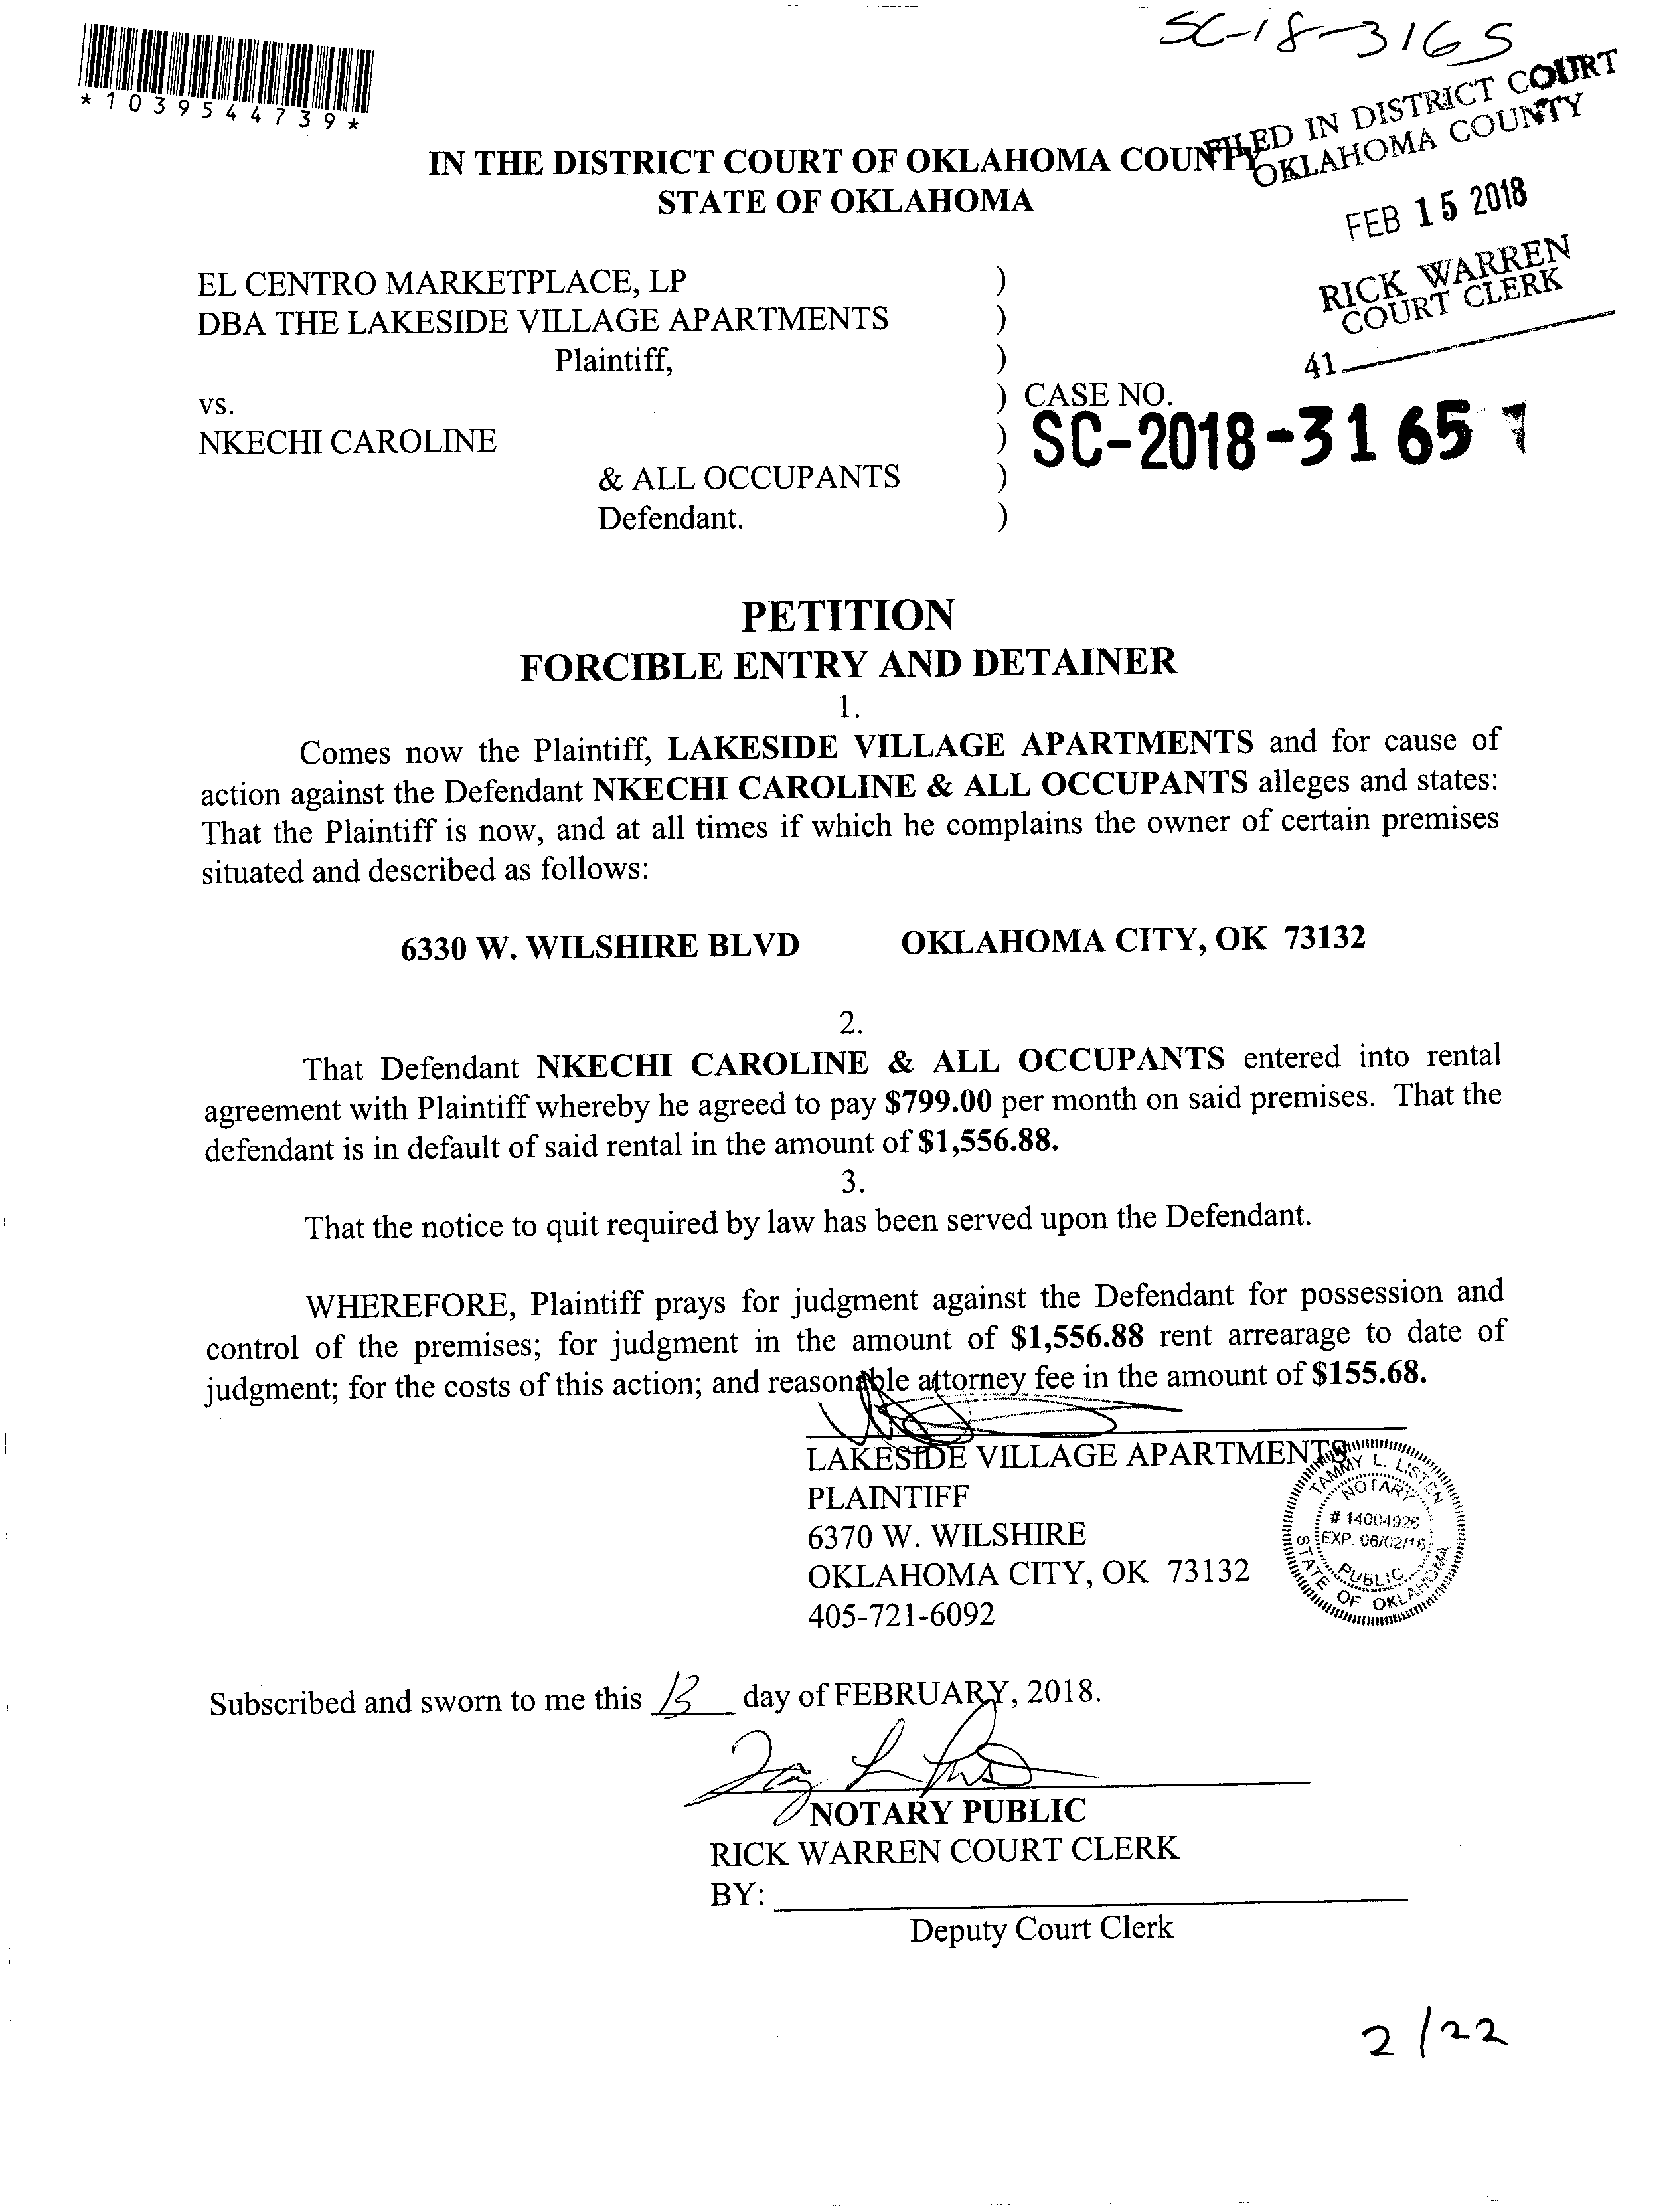 SC-18-3165
*1039544739*
FILED IN DISTRICT COURT
OKLAHOMA COUNTY
IN THE DISTRICT COURT OF OKLAHOMA COUNTY
STATE OF OKLAHOMA
FEB 15 2018
RICK WARREN
COURT CLERK
41
EL CENTRO MARKETPLACE, LP )
DBA THE LAKESIDE VILLAGE APARTMENTS )
Plaintiff, )
vs. ) CASE NO.
NKECHI CAROLINE ) SC-2018-3165
& ALL OCCUPANTS )
Defendant. )
PETITION
FORCIBLE ENTRY AND DETAINER
1.
Comes now the Plaintiff, LAKESIDE VILLAGE APARTMENTS and for cause of
action against the Defendant NKECHI CAROLINE & ALL OCCUPANTS alleges and states:
That the Plaintiff is now, and at all times if which he complains the owner of certain premises
situated and described as follows:
6330 W. WILSHIRE BLVD OKLAHOMA CITY, OK 73132
2.
That Defendant NKECHI CAROLINE & ALL OCCUPANTS entered into rental
agreement with Plaintiff whereby he agreed to pay $799.00 per month on said premises. That the
defendant is in default of said rental in the amount of $1,556.88.
3.
That the notice to quit required by law has been served upon the Defendant.
WHEREFORE, Plaintiff prays for judgment against the Defendant for possession and
control of the premises; for judgment in the amount of $1,556.88 rent arrearage to date of
judgment; for the costs of this action; and reasonable attorney fee in the amount of $155.68.
LAKESIDE VILLAGE APARTMENTS
PLAINTIFF
6370 W. WILSHIRE
OKLAHOMA CITY, OK 73132
405-721-6092
TAMMY L. LISTEN
NOTARY
# 14004926
EXP. 06/02/18
PUBLIC
STATE OF OKLAHOMA
Subscribed and sworn to me this 13 day of FEBRUARY, 2018.
NOTARY PUBLIC
RICK WARREN COURT CLERK
BY:
Deputy Court Clerk
2/22